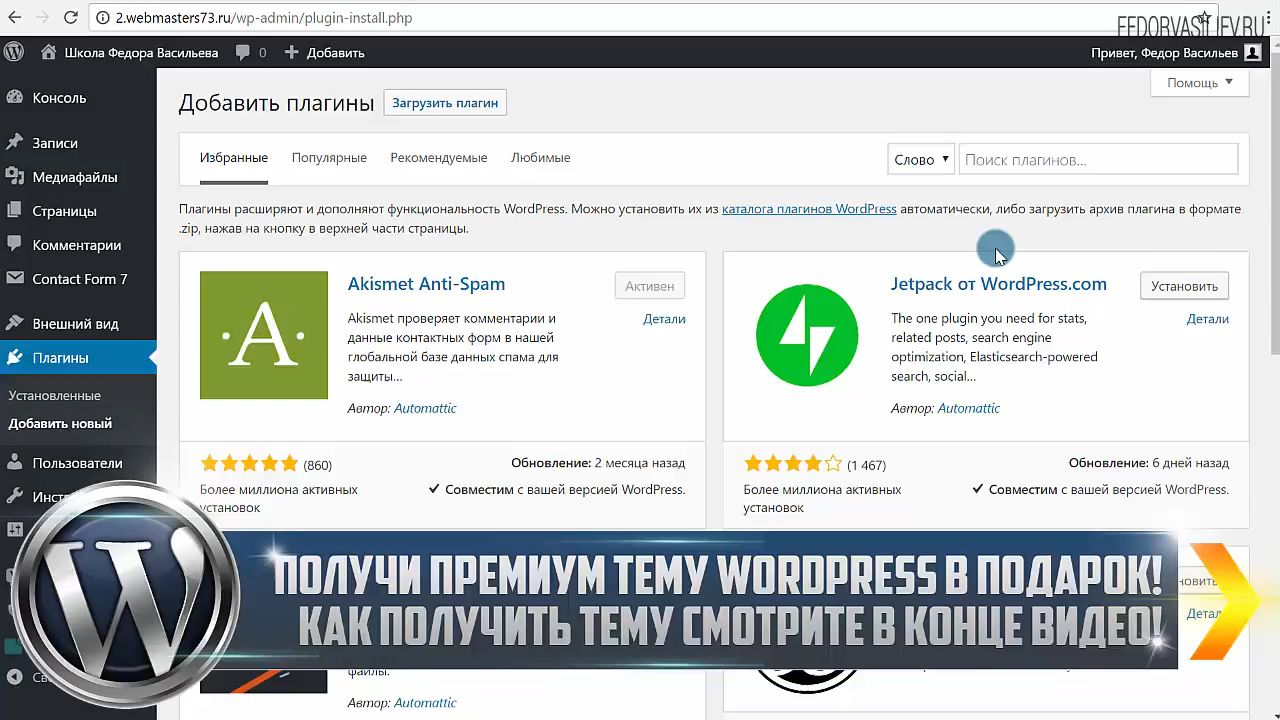 2.webmasters73.ru/wp-admin/plugin-install.php
FEDORVASILIEV.RU
Школа Федора Васильева
0
Добавить
Привет, Федор Васильев
Консоль
Записи
Медиафайлы
Страницы
Комментарии
Contact Form 7
Внешний вид
Плагины
Установленные
Добавить новый
Пользователи
Добавить плагины
Загрузить плагин
Помощь
Избранные
Популярные
Рекомендуемые
Любимые
Слово
Поиск плагинов...
Плагины расширяют и дополняют функциональность WordPress. Можно установить их из каталога плагинов WordPress автоматически, либо загрузить архив плагина в формате
.zip, нажав на кнопку в верхней части страницы.
Akismet Anti-Spam
Активен
Akismet проверяет комментарии и
Детали
данные контактных форм в нашей
глобальной базе данных спама для
защиты...
Автор: Automattic
(860)
Обновление: 2 месяца назад
Более миллиона активных
установок
Совместим с вашей версией WordPress.
Jetpack от WordPress.com
Установить
The one plugin you need for stats,
Детали
related posts, search engine
optimization, Elasticsearch-powered
search, social...
Автор: Automattic
(1 467)
Обновление: 6 дней назад
Более миллиона активных
установок
Совместим с вашей версией WordPress.
ПОЛУЧИ ПРЕМИУМ ТЕМУ WORDPRESS В ПОДАРОК!
КАК ПОЛУЧИТЬ ТЕМУ СМОТРИТЕ В КОНЦЕ ВИДЕО!
файлы.
Автор: Automattic